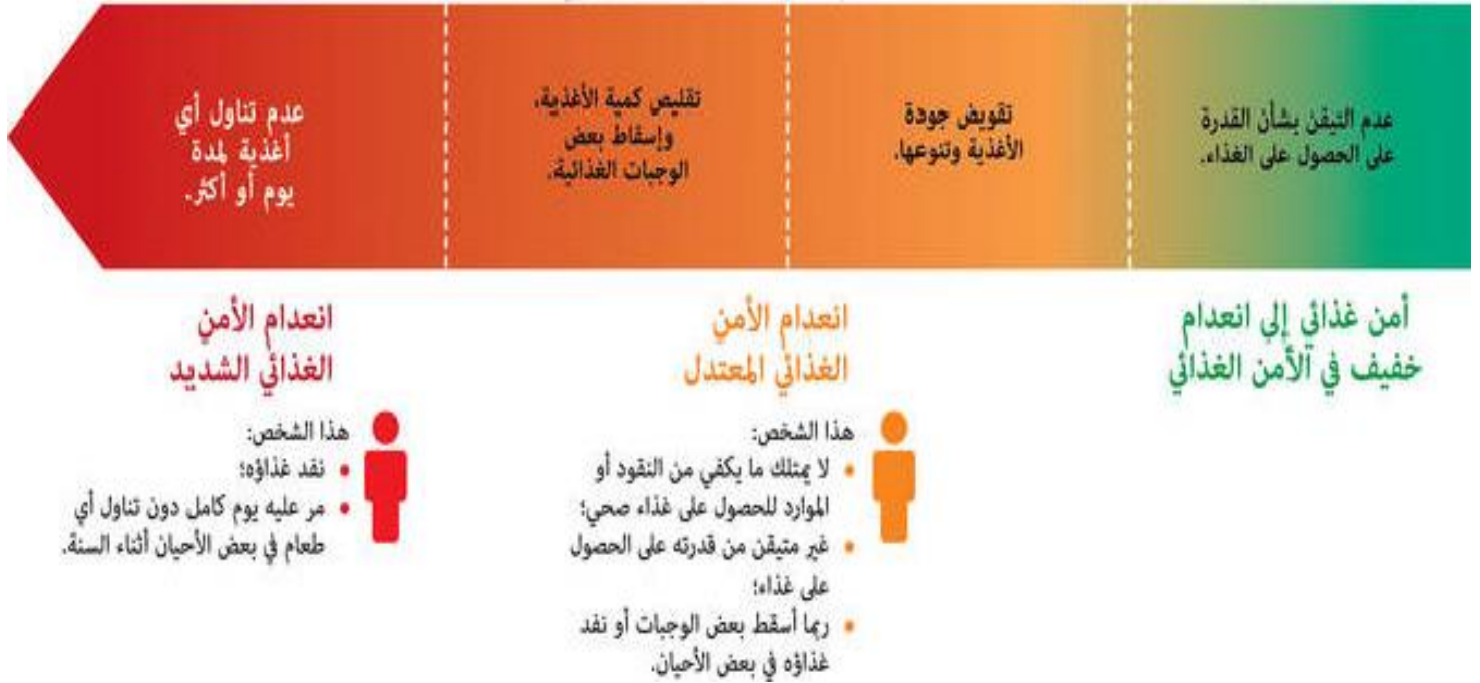 عدم التيقن بشأن القدرة
على الحصول على الغذاء.
تقويض جودة
الأغذية وتنوعها.
تقليص كمية الأغذية،
وإسقاط بعض
الوجبات الغذائية.
عدم تناول أي
أغذية لمدة
يوم أو أكثر.
أمن غذائي إلى انعدام
خفيف في الأمن الغذائي
انعدام الأمن
الغذائي المعتدل
هذا الشخص:
• لا يمتلك ما يكفي من النقود أو
الموارد للحصول على غذاء صحي؛
• غير متيقن من قدرته على الحصول
على غذاء؛
• ربما أسقط بعض الوجبات أو نفد
غذاؤه في بعض الأحيان.
انعدام الأمن
الغذائي الشديد
هذا الشخص:
• نفد غذاؤه؛
• مر عليه يوم كامل دون تناول أي
طعام في بعض الأحيان أثناء السنة.